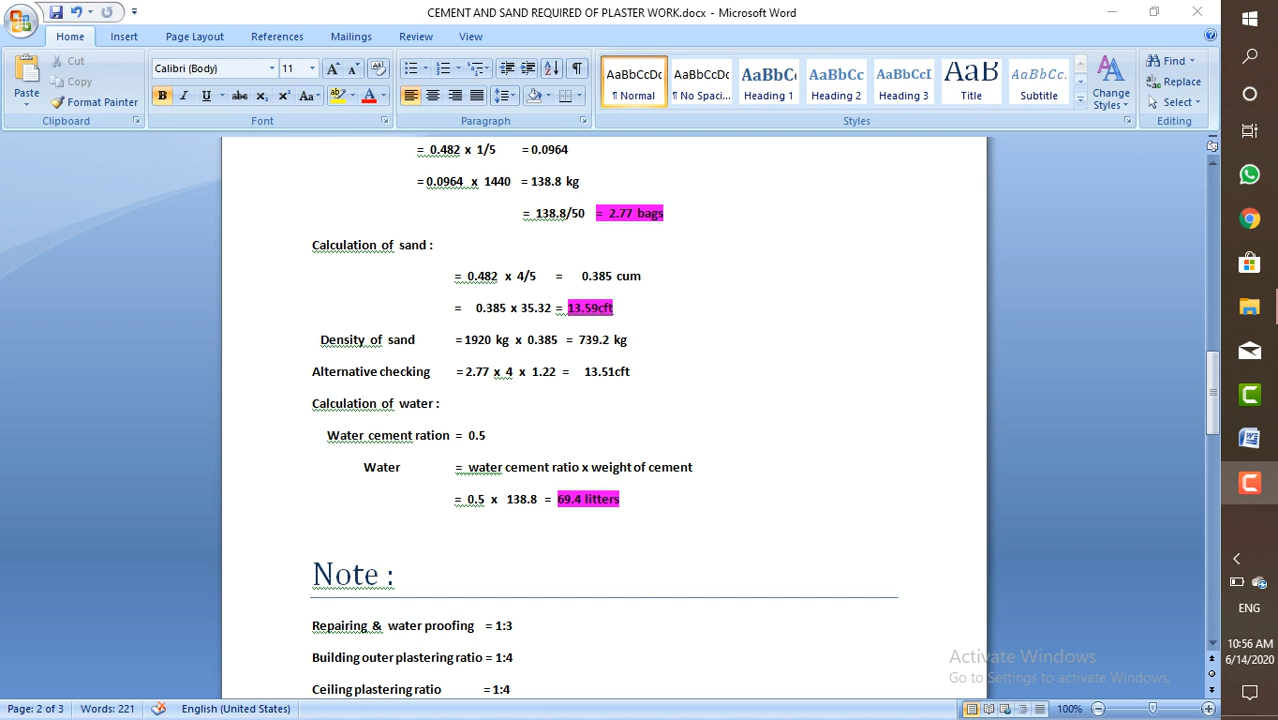 CEMENT AND SAND REQUIRED OF PLASTER WORK.docx - Microsoft Word
Home Insert Page Layout References Mailings Review View
Paste
Cut
Copy
Format Painter
Clipboard
Calibri (Body) 11
B I U abc x₂ x² Aa
Font
Paragraph
AaBbCcDc AaBbCcDc AaBbC AaBbCc AaBbCcI AaB AaBbCc.
¶ Normal ¶ No Spaci... Heading 1 Heading 2 Heading 3 Title Subtitle
Change Styles
Styles
Find
Replace
Select
Editing
= 0.482 x 1/5 = 0.0964
= 0.0964 x 1440 = 138.8 kg
= 138.8/50 = 2.77 bags
Calculation of sand :
= 0.482 x 4/5 = 0.385 cum
= 0.385 x 35.32 = 13.59cft
Density of sand = 1920 kg x 0.385 = 739.2 kg
Alternative checking = 2.77 x 4 x 1.22 = 13.51cft
Calculation of water :
Water cement ration = 0.5
Water = water cement ratio x weight of cement
= 0.5 x 138.8 = 69.4 litters
Note :
Repairing & water proofing = 1:3
Building outer plastering ratio = 1:4
Ceiling plastering ratio = 1:4
Activate Windows
Go to Settings to activate Windows.
Page: 2 of 3 Words: 221 English (United States) 100%
ENG
10:56 AM
6/14/2020